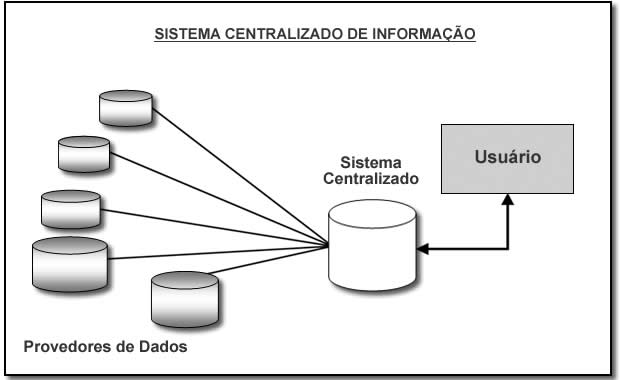 SISTEMA CENTRALIZADO DE INFORMAÇÃO
Sistema
Centralizado
Usuário
Provedores de Dados